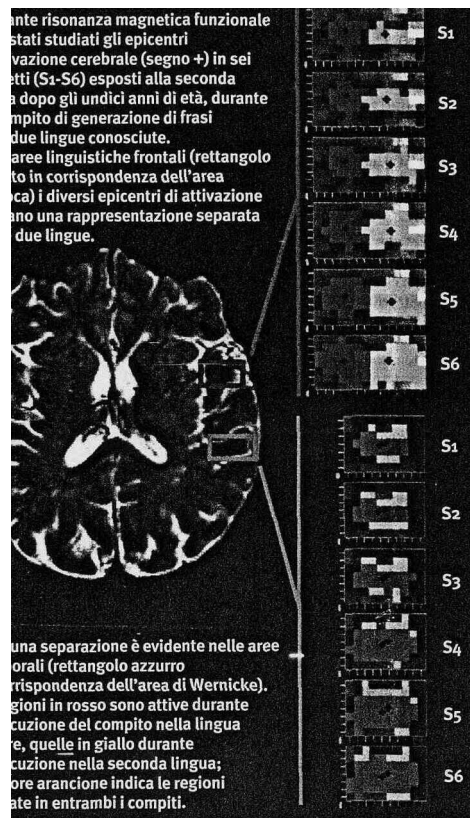 ante risonanza magnetica funzionale
stati studiati gli epicentri
ivazione cerebrale (segno +) in sei
etti (S1-S6) esposti alla seconda
a dopo gli undici anni di età, durante
mpito di generazione di frasi
due lingue conosciute.
aree linguistiche frontali (rettangolo
to in corrispondenza dell'area
oca) i diversi epicentri di attivazione
ano una rappresentazione separata
due lingue.
S1
S2
S3
S4
S5
S6
S1
S2
S3
S4
S5
S6
una separazione è evidente nelle aree
orali (rettangolo azzurro
rrispondenza dell'area di Wernicke).
gioni in rosso sono attive durante
cuzione del compito nella lingua
re, quelle in giallo durante
cuzione nella seconda lingua;
ore arancione indica le regioni
ate in entrambi i compiti.